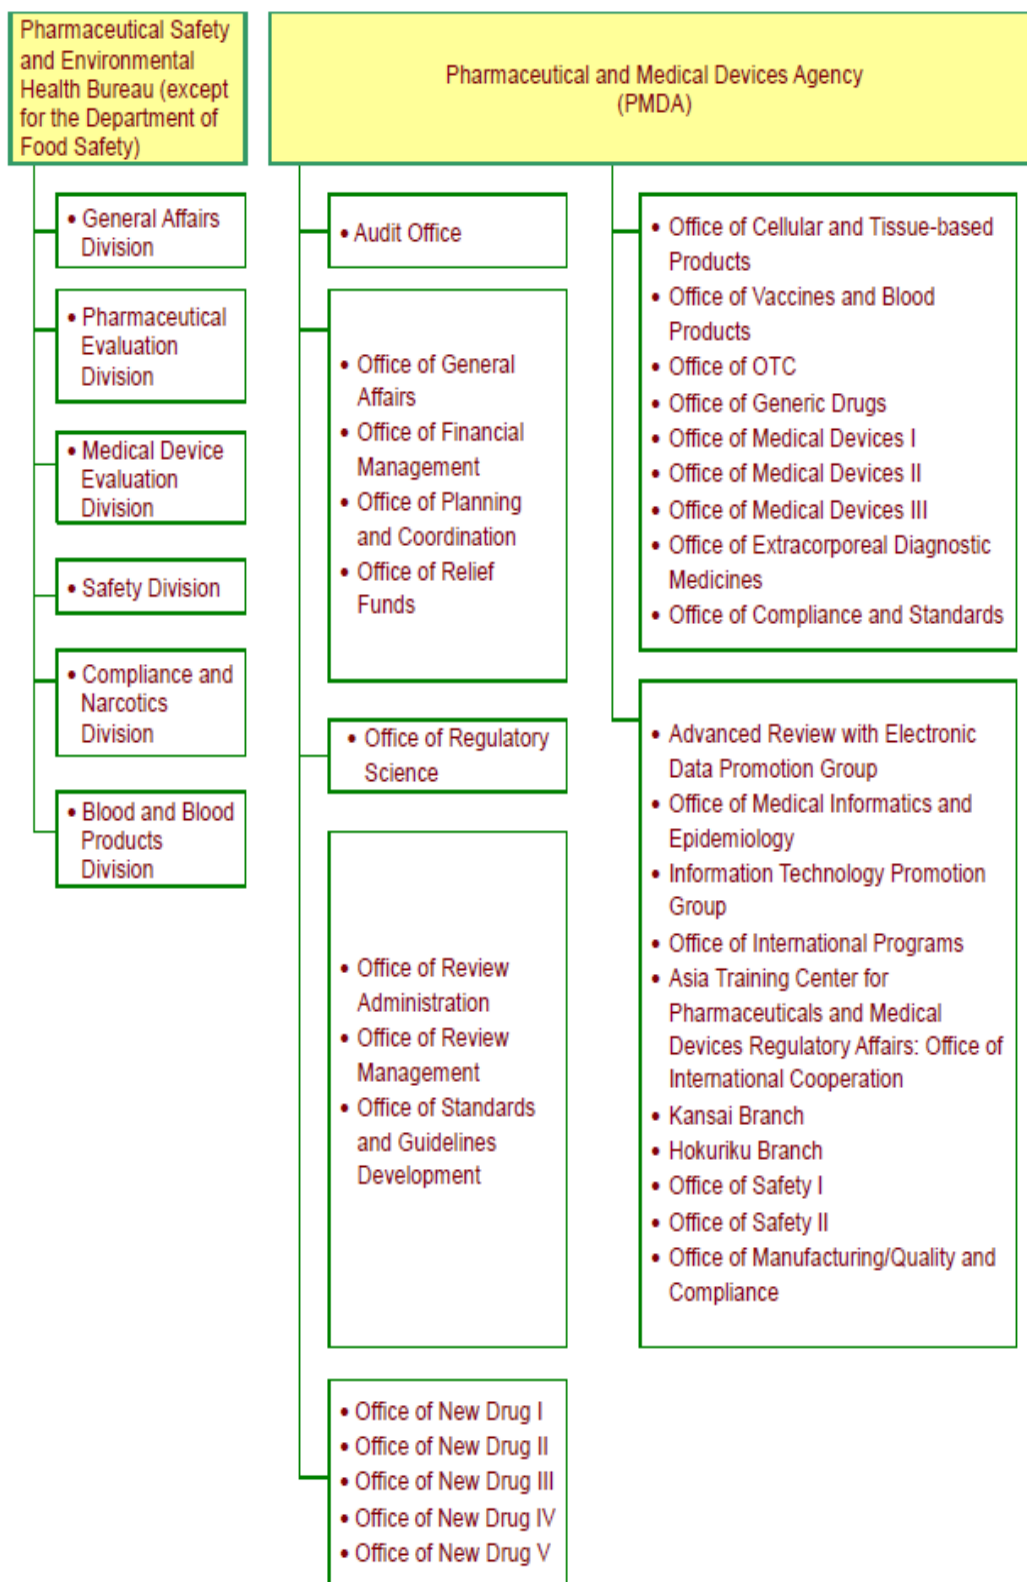 Pharmaceutical Safety
and Environmental
Health Bureau (except
for the Department of
Food Safety)
• General Affairs
Division
• Pharmaceutical
Evaluation
Division
• Medical Device
Evaluation
Division
• Safety Division
• Compliance and
Narcotics
Division
• Blood and Blood
Products
Division
Pharmaceutical and Medical Devices Agency
(PMDA)
• Audit Office
• Office of General
Affairs
• Office of Financial
Management
• Office of Planning
and Coordination
• Office of Relief
Funds
• Office of Regulatory
Science
• Office of Review
Administration
• Office of Review
Management
• Office of Standards
and Guidelines
Development
• Office of New Drug I
• Office of New Drug II
• Office of New Drug III
• Office of New Drug IV
• Office of New Drug V
• Office of Cellular and Tissue-based
Products
• Office of Vaccines and Blood
Products
• Office of OTC
• Office of Generic Drugs
• Office of Medical Devices I
• Office of Medical Devices II
• Office of Medical Devices III
• Office of Extracorporeal Diagnostic
Medicines
• Office of Compliance and Standards
• Advanced Review with Electronic
Data Promotion Group
• Office of Medical Informatics and
Epidemiology
• Information Technology Promotion
Group
• Office of International Programs
• Asia Training Center for
Pharmaceuticals and Medical
Devices Regulatory Affairs: Office of
International Cooperation
• Kansai Branch
• Hokuriku Branch
• Office of Safety I
• Office of Safety II
• Office of Manufacturing/Quality and
Compliance